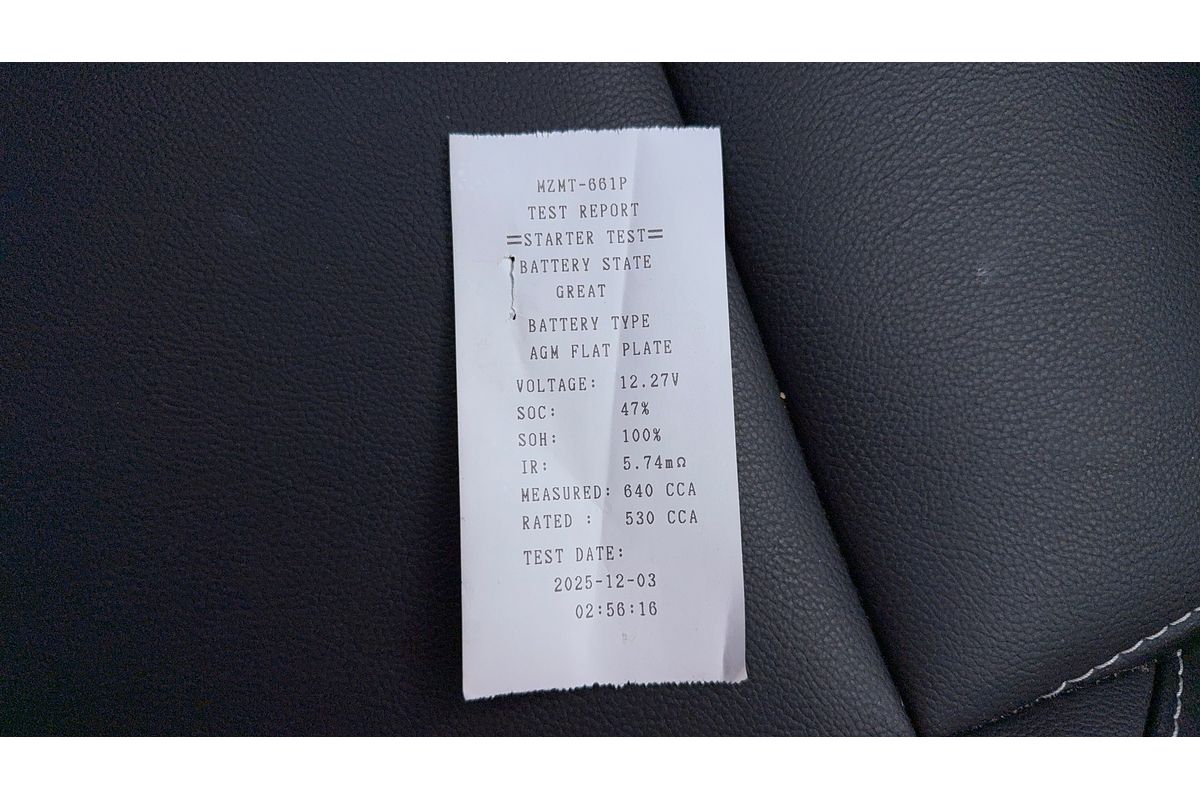 MZMT-661P
TEST REPORT
=STARTER TEST=
BATTERY STATE
GREAT
BATTERY TYPE
AGM FLAT PLATE
VOLTAGE: 12.27V
SOC: 47%
SOH: 100%
IR: 5.74mΩ
MEASURED: 640 CCA
RATED : 530 CCA
TEST DATE:
2025-12-03
02:56:16